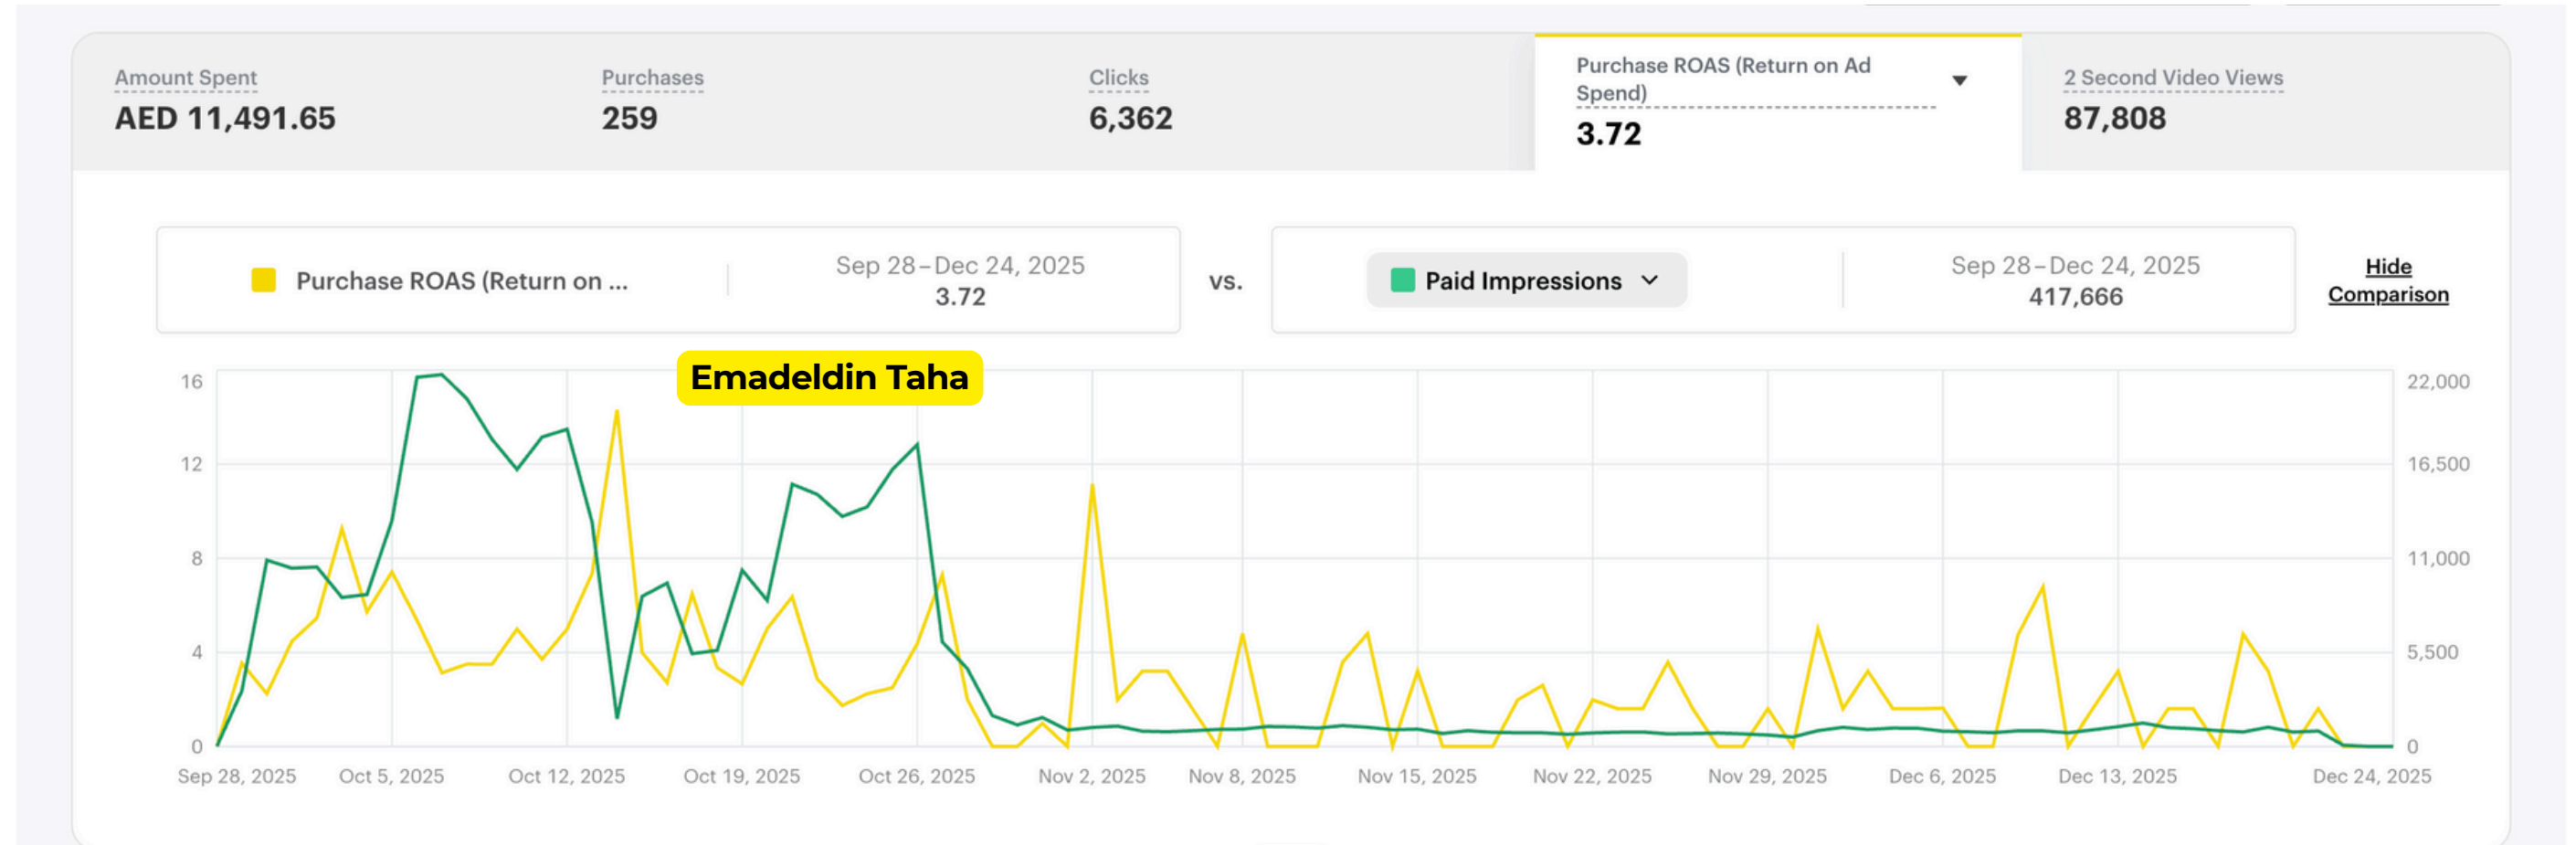 Amount Spent
AED 11,491.65
Purchases
259
Clicks
6,362
Purchase ROAS (Return on Ad
Spend)
3.72
2 Second Video Views
87,808
Purchase ROAS (Return on ...
Sep 28–Dec 24, 2025
3.72
vs.
Paid Impressions
Sep 28–Dec 24, 2025
417,666
Hide
Comparison
Emadeldin Taha
16
12
8
4
0
22,000
16,500
11,000
5,500
0
Sep 28, 2025
Oct 5, 2025
Oct 12, 2025
Oct 19, 2025
Oct 26, 2025
Nov 2, 2025
Nov 8, 2025
Nov 15, 2025
Nov 22, 2025
Nov 29, 2025
Dec 6, 2025
Dec 13, 2025
Dec 24, 2025